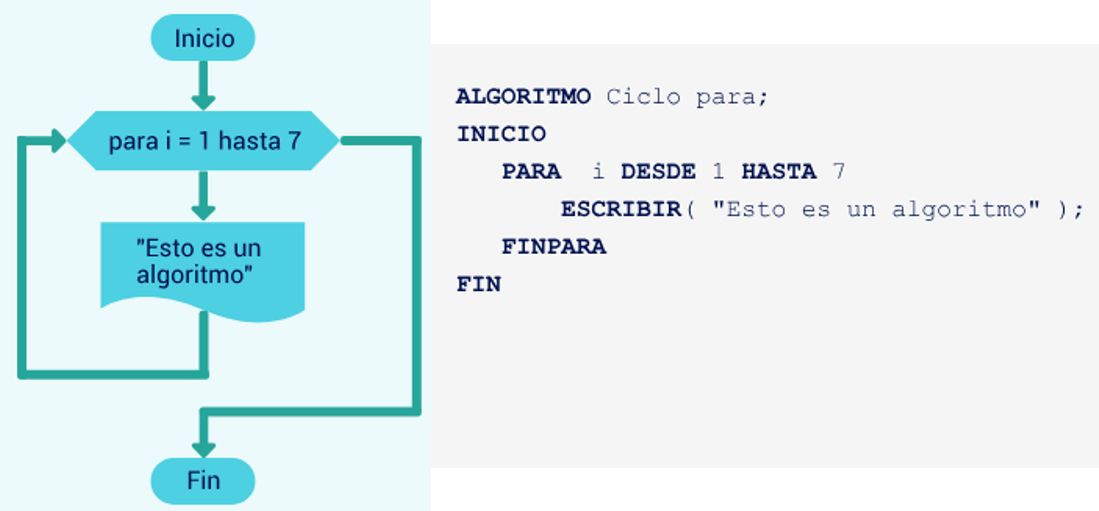 Inicio
para i = 1 hasta 7
"Esto es un
algoritmo"
Fin
ALGORITMO Ciclo para;
INICIO
PARA i DESDE 1 HASTA 7
ESCRIBIR( "Esto es un algoritmo" );
FINPARA
FIN